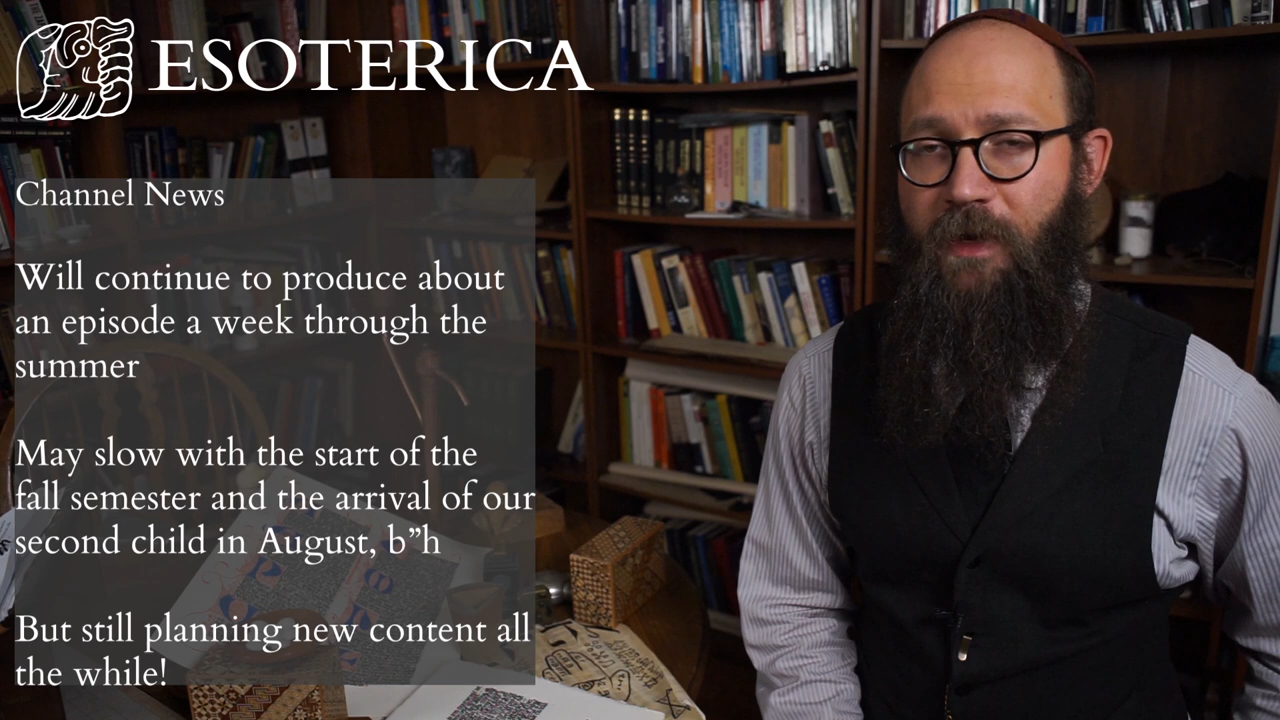 ESOTERICA
Channel News
Will continue to produce about
an episode a week through the
summer
May slow with the start of the
fall semester and the arrival of our
second child in August, b”h
But still planning new content all
the while!